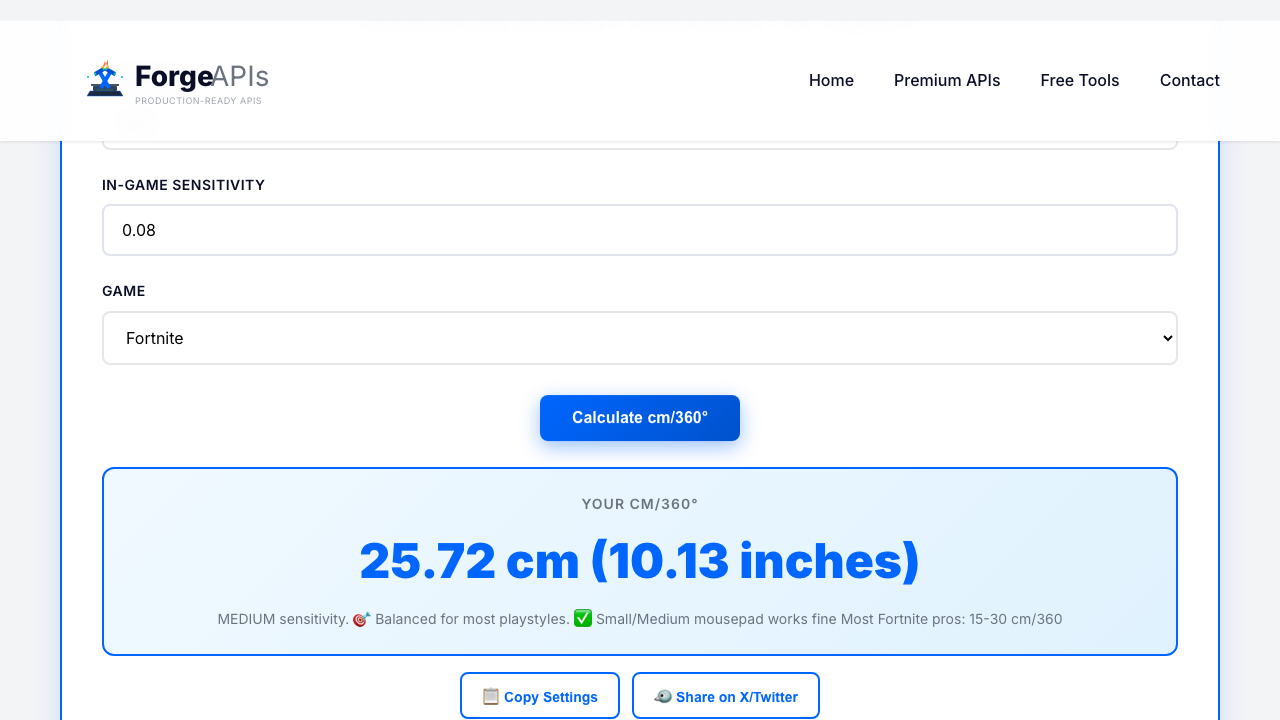 ForgeAPIs
PRODUCTION-READY APIS
Home
Premium APIs
Free Tools
Contact
IN-GAME SENSITIVITY
0.08
GAME
Fortnite
Calculate cm/360°
YOUR CM/360°
25.72 cm (10.13 inches)
MEDIUM sensitivity. 🎯 Balanced for most playstyles. ✅ Small/Medium mousepad works fine Most Fortnite pros: 15-30 cm/360
📋 Copy Settings
🐦 Share on X/Twitter